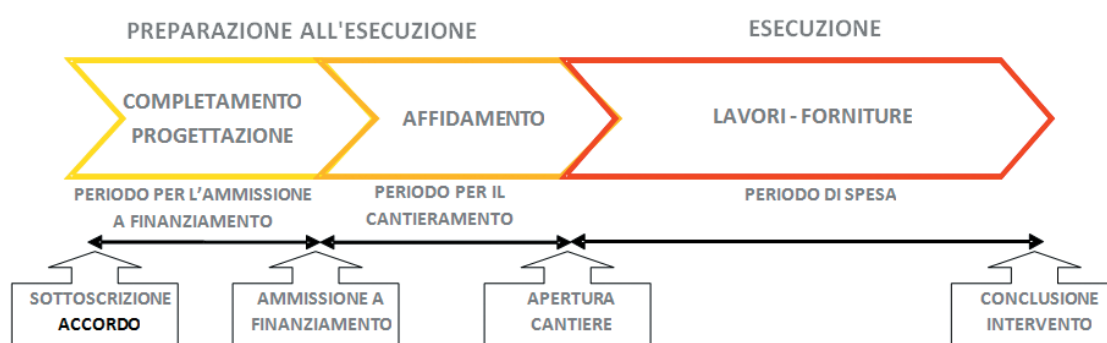 PREPARAZIONE ALL'ESECUZIONE
ESECUZIONE
COMPLETAMENTO
PROGETTAZIONE
AFFIDAMENTO
LAVORI - FORNITURE
PERIODO PER L'AMMISSIONE
A FINANZIAMENTO
PERIODO PER IL
CANTIERAMENTO
PERIODO DI SPESA
SOTTOSCRIZIONE
ACCORDO
AMMISSIONE A
FINANZIAMENTO
APERTURA
CANTIERE
CONCLUSIONE
INTERVENTO